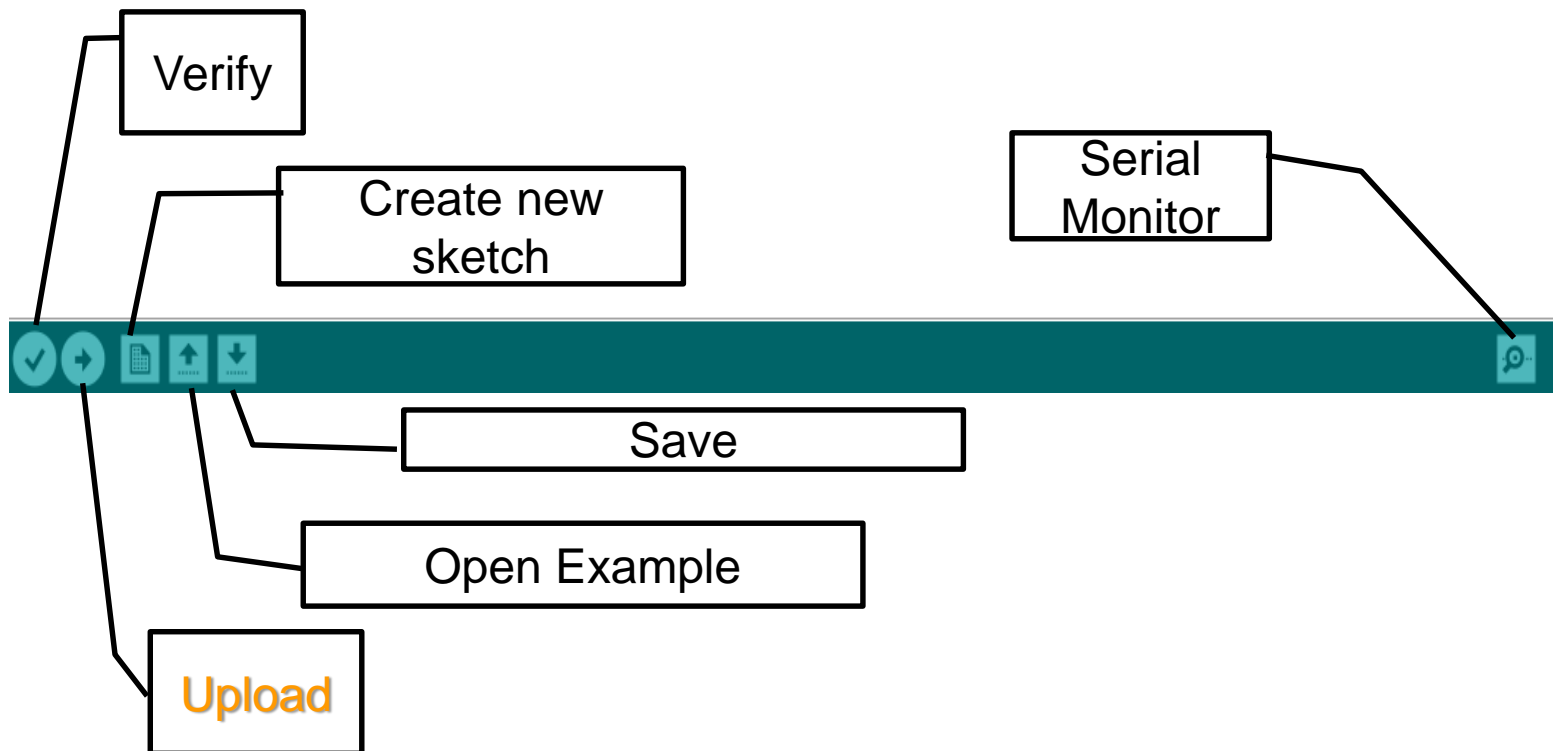 Verify
Create new
sketch
Serial
Monitor
Save
Open Example
Upload